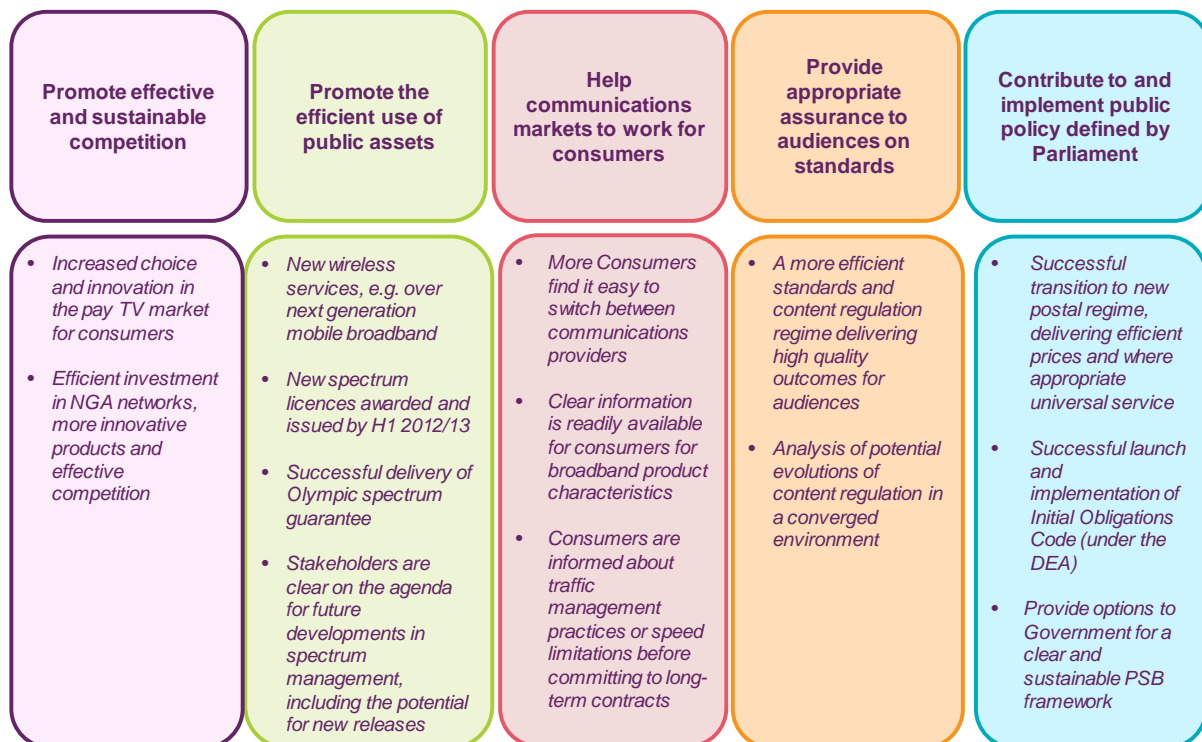 Promote effective
and sustainable
competition
Promote the
efficient use of
public assets
Help
communications
markets to work for
consumers
Provide
appropriate
assurance to
audiences on
standards
Contribute to and
implement public
policy defined by
Parliament
• Increased choice
and innovation in
the pay TV market
for consumers
• Efficient investment
in NGA networks,
more innovative
products and
effective
competition
• New wireless
services, e.g. over
next generation
mobile broadband
• New spectrum
licences awarded and
issued by H1 2012/13
• Successful delivery of
Olympic spectrum
guarantee
• Stakeholders are
clear on the agenda
for future
developments in
spectrum
management,
including the potential
for new releases
• More Consumers
find it easy to
switch between
communications
providers
• Clear information
is readily available
for consumers for
broadband product
characteristics
• Consumers are
informed about
traffic
management
practices or speed
limitations before
committing to long-
term contracts
• A more efficient
standards and
content regulation
regime delivering
high quality
outcomes for
audiences
• Analysis of potential
evolutions of
content regulation in
a converged
environment
• Successful
transition to new
postal regime,
delivering efficient
prices and where
appropriate
universal service
• Successful launch
and
implementation of
Initial Obligations
Code (under the
DEA)
• Provide options to
Government for a
clear and
sustainable PSB
framework